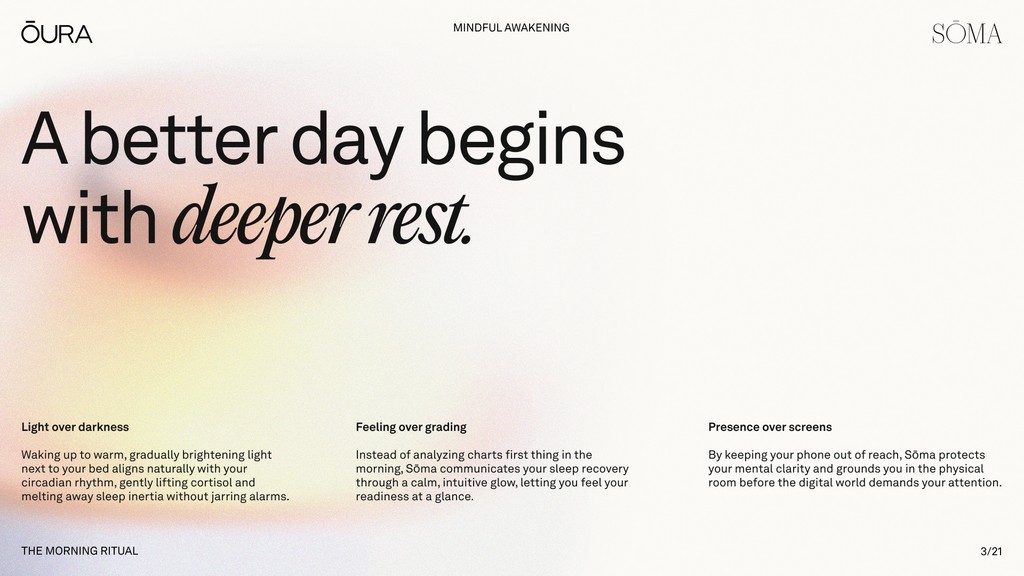 ŌURA
MINDFUL AWAKENING
SŌMA
A better day begins
with deeper rest.
Light over darkness
Waking up to warm, gradually brightening light
next to your bed aligns naturally with your
circadian rhythm, gently lifting cortisol and
melting away sleep inertia without jarring alarms.
Feeling over grading
Instead of analyzing charts first thing in the
morning, Sōma communicates your sleep recovery
through a calm, intuitive glow, letting you feel your
readiness at a glance.
Presence over screens
By keeping your phone out of reach, Sōma protects
your mental clarity and grounds you in the physical
room before the digital world demands your attention.
THE MORNING RITUAL
3/21